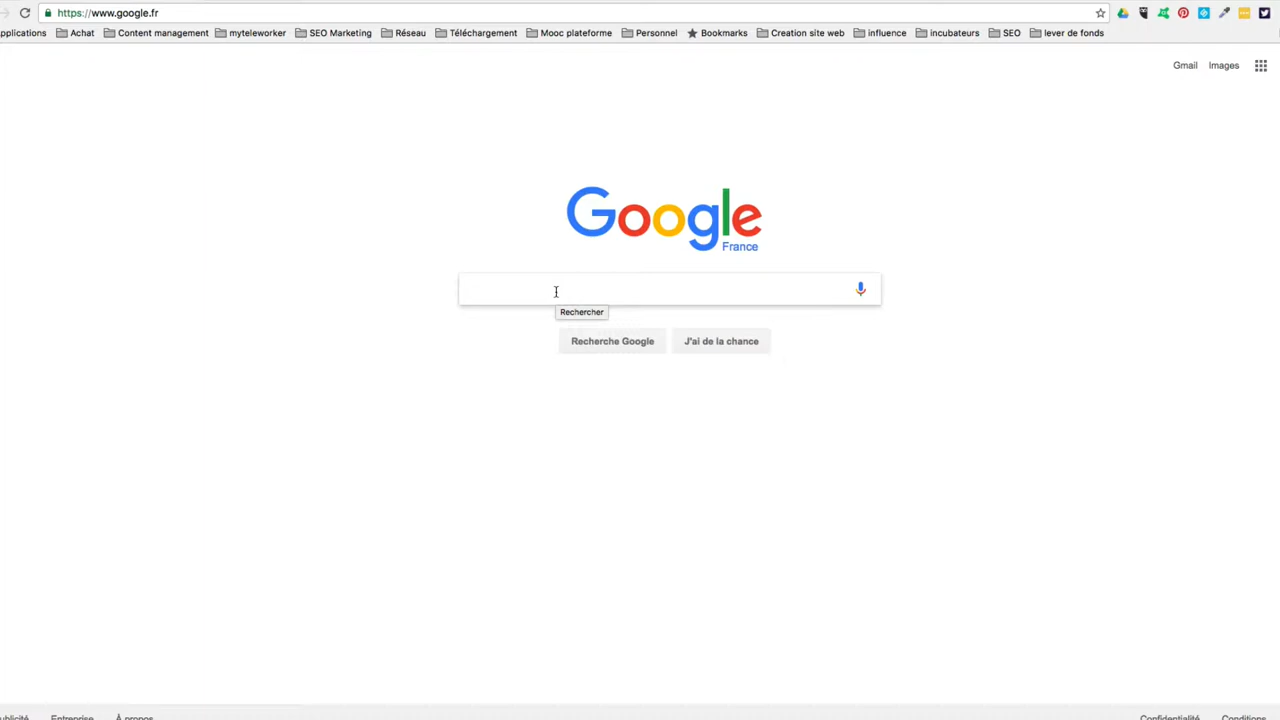 https://www.google.fr
pplications Achat Content management myteleworker SEO Marketing Réseau Téléchargement Mooc plateforme Personnel Bookmarks Creation site web influence incubateurs SEO lever de fonds
Gmail Images
Google
France
Rechercher
Recherche Google J'ai de la chance
ublicité Entreprise À propos Confidentialité Conditions